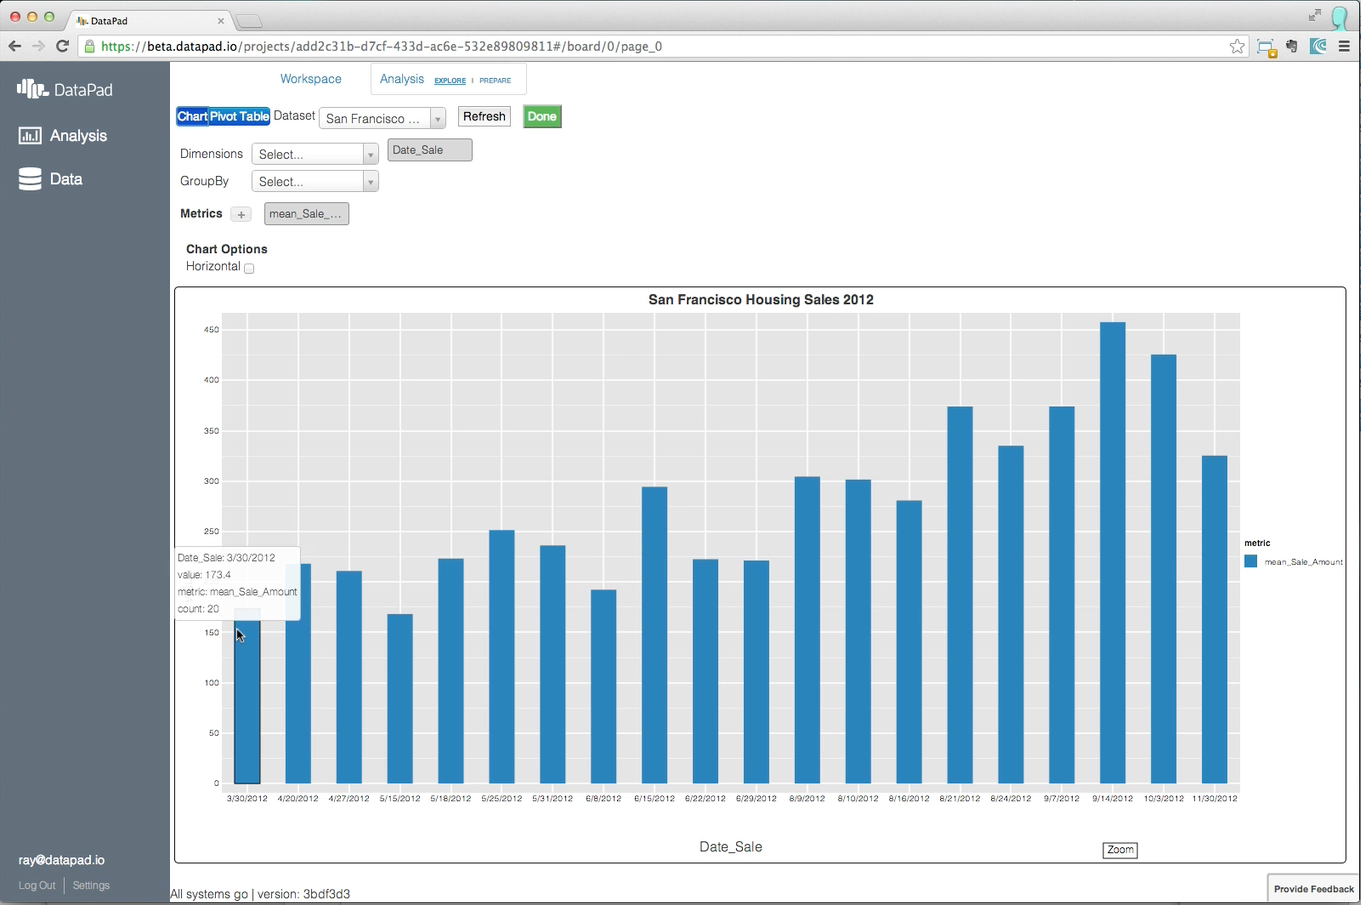 DataPad
https://beta.datapad.io/projects/add2c31b-d7cf-433d-ac6e-532e89809811#/board/0/page_0
DataPad
Analysis
Data
Workspace
Analysis EXPLORE | PREPARE
Chart Pivot Table Dataset San Francisco ... Refresh Done
Dimensions Select... Date_Sale
GroupBy Select...
Metrics + mean_Sale_...
Chart Options
Horizontal
San Francisco Housing Sales 2012
450
400
350
300
250
150
100
50
0
Date_Sale: 3/30/2012
value: 173.4
metric: mean_Sale_Amount
count: 20
metric
mean_Sale_Amount
3/30/2012 4/20/2012 4/27/2012 5/15/2012 5/18/2012 5/25/2012 5/31/2012 6/8/2012 6/15/2012 6/22/2012 6/29/2012 8/9/2012 8/10/2012 8/16/2012 8/21/2012 8/24/2012 9/7/2012 9/14/2012 10/3/2012 11/30/2012
Date_Sale
Zoom
ray@datapad.io
Log Out | Settings
All systems go | version: 3bdf3d3
Provide Feedback